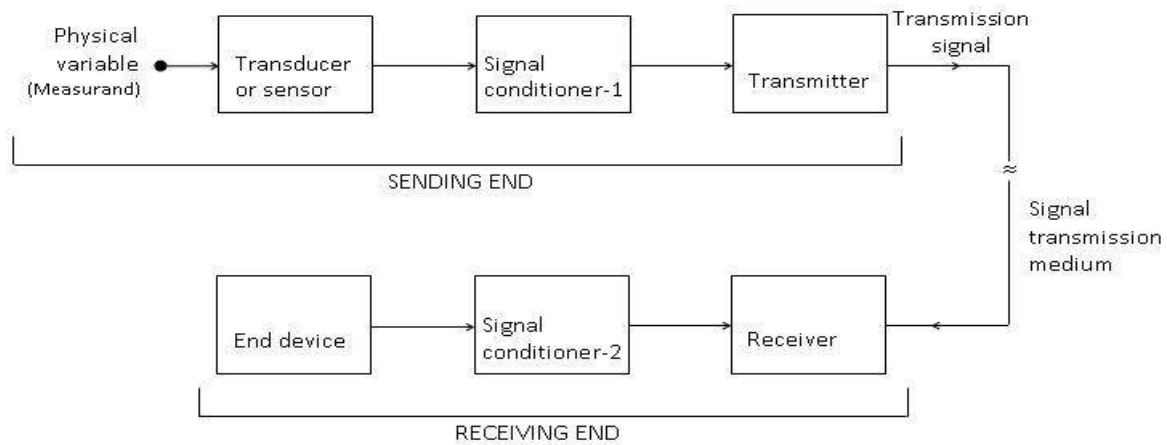 Physical
variable
(Measurand)
Transducer
or sensor
Signal
conditioner-1
Transmitter
Transmission
signal
SENDING END
Signal
transmission
medium
End device
Signal
conditioner-2
Receiver
RECEIVING END